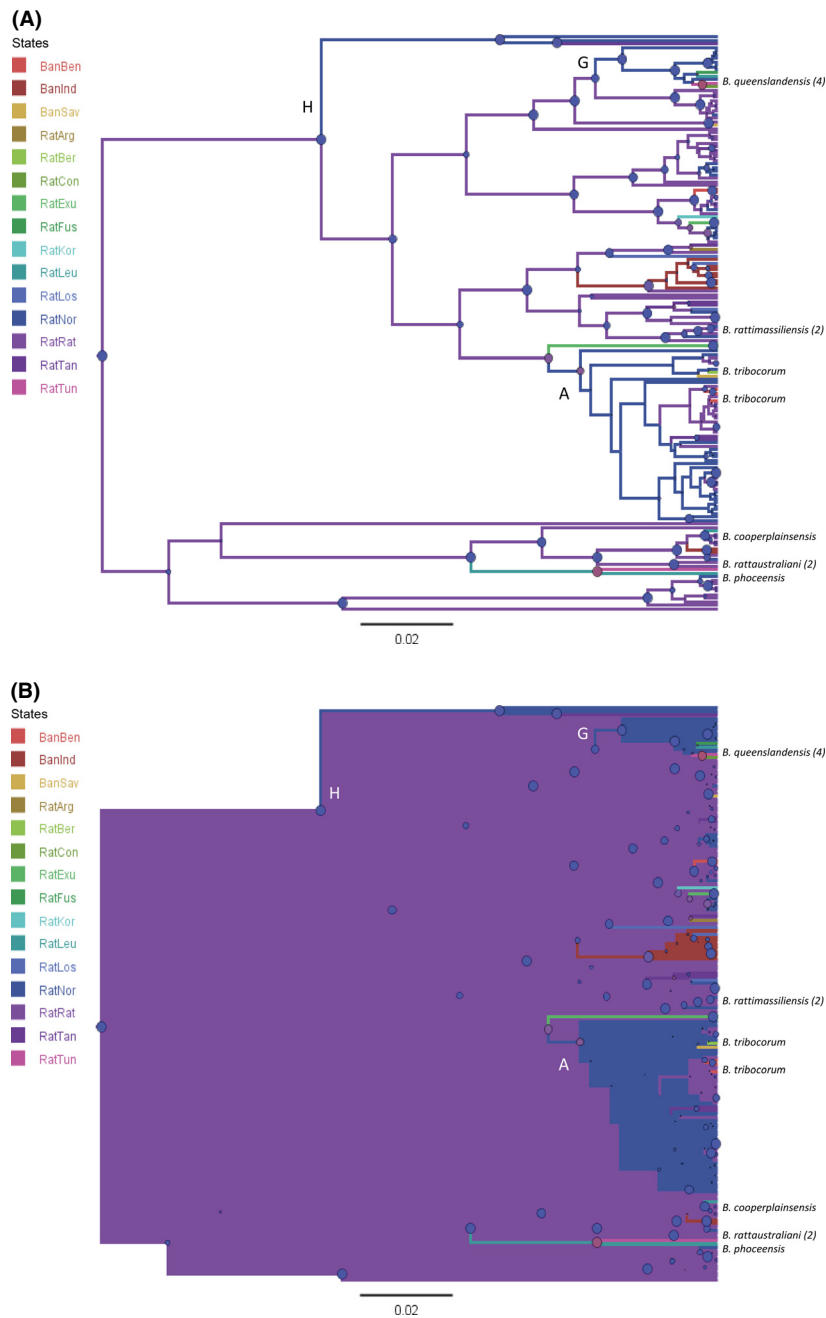 (A)
States
BanBen
BanInd
BanSav
RatArg
RatBer
RatCon
RatExu
RatFus
RatKor
RatLeu
RatLos
RatNor
RatRat
RatTan
RatTun
H
G
A
B. queenslandensis (4)
B. rattimassiliensis (2)
B. tribocorum
B. tribocorum
B. cooperplainsensis
B. rattaustraliani (2)
B. phoceensis
0.02
(B)
States
BanBen
BanInd
BanSav
RatArg
RatBer
RatCon
RatExu
RatFus
RatKor
RatLeu
RatLos
RatNor
RatRat
RatTan
RatTun
H
G
A
B. queenslandensis (4)
B. rattimassiliensis (2)
B. tribocorum
B. tribocorum
B. cooperplainsensis
B. rattaustraliani (2)
B. phoceensis
0.02